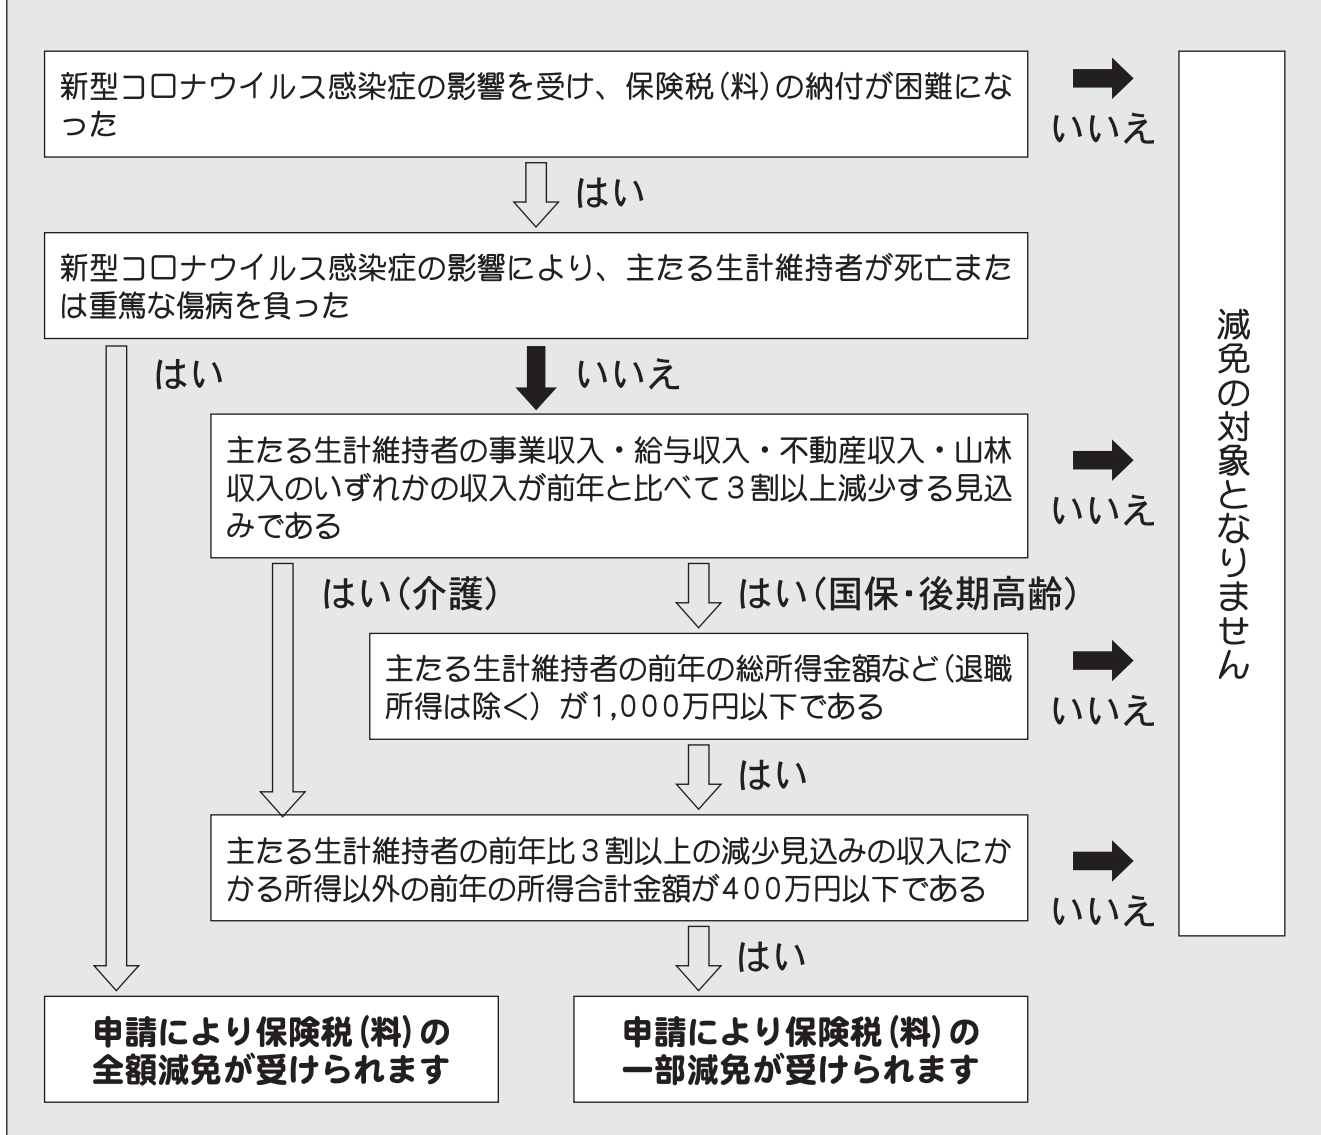 新型コロナウイルス感染症の影響を受け、保険税(料)の納付が困難にな
った
いいえ
はい
新型コロナウイルス感染症の影響により、主たる生計維持者が死亡また
は重篤な傷病を負った
はい
いいえ
主たる生計維持者の事業収入・給与収入・不動産収入・山林
収入のいずれかの収入が前年と比べて3割以上減少する見込
みである
いいえ
はい(介護)
はい(国保・後期高齢)
主たる生計維持者の前年の総所得金額など(退職
所得は除く)が1,000万円以下である
いいえ
はい
主たる生計維持者の前年比3割以上の減少見込みの収入にか
かる所得以外の前年の所得合計金額が400万円以下である
いいえ
はい
減免の対象となりません
申請により保険税(料)の
全額減免が受けられます
申請により保険税(料)の
一部減免が受けられます